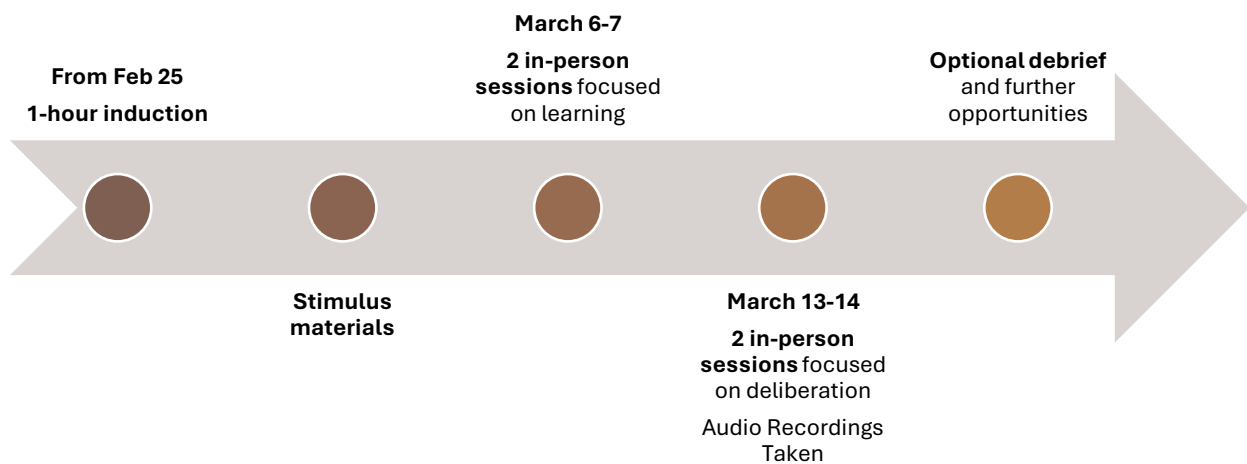 From Feb 25
1-hour induction
Stimulus
materials
March 6-7
2 in-person
sessions focused
on learning
March 13-14
2 in-person
sessions focused
on deliberation
Audio Recordings
Taken
Optional debrief
and further
opportunities